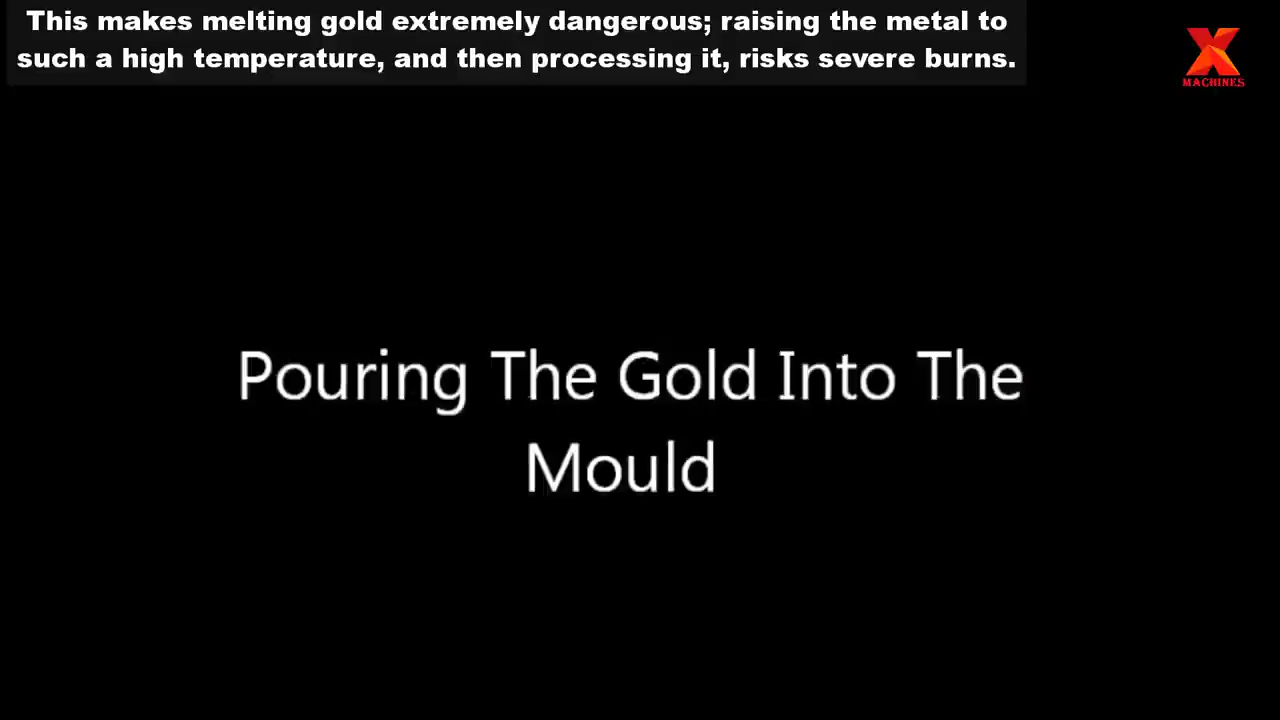 This makes melting gold extremely dangerous; raising the metal to
such a high temperature, and then processing it, risks severe burns.
X
MACHINES
Pouring The Gold Into The
Mould